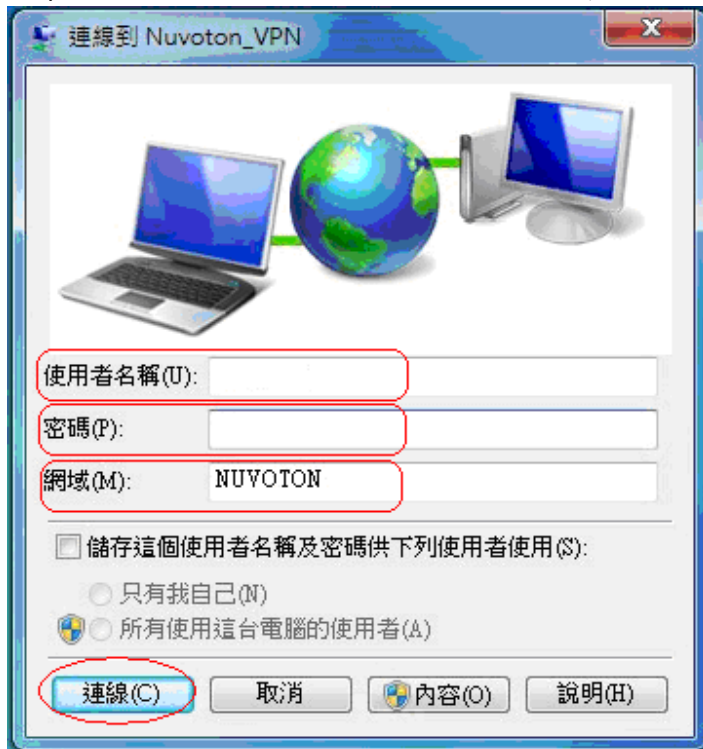 連線到 Nuvoton_VPN
使用者名稱(U):
密碼(P):
網域(M): NUVOTON
儲存這個使用者名稱及密碼供下列使用者使用(S):
只有我自己(N)
所有使用這台電腦的使用者(A)
連線(C) 取消 內容(O) 說明(H)